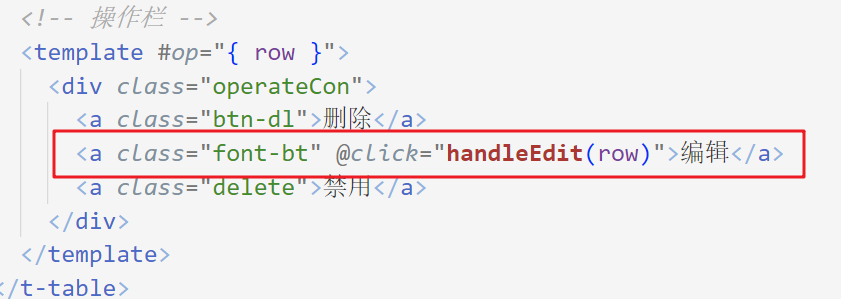 <!-- 操作栏 -->
<template #op="{ row }">
<div class="operateCon">
<a class="btn-dl">删除</a>
<a class="font-bt" @click="handleEdit(row)">编辑</a>
<a class="delete">禁用</a>
</div>
</template>
</t-table>